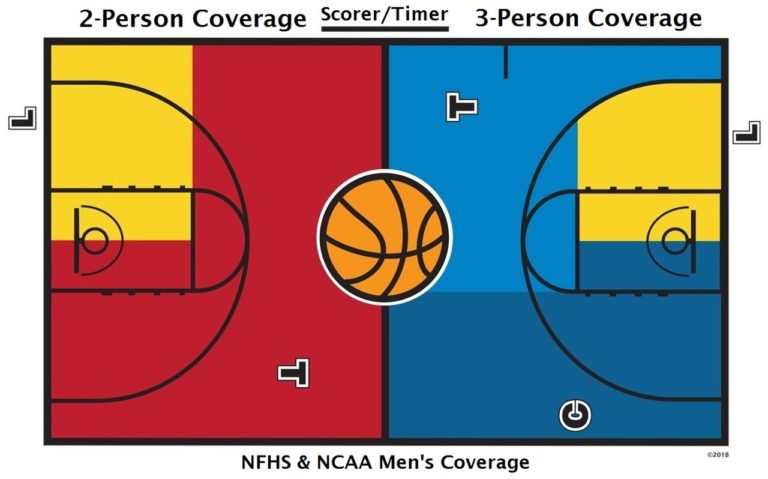 2-Person Coverage
Scorer/Timer
3-Person Coverage
L
T
L
T
C
©2018
NFHS & NCAA Men's Coverage